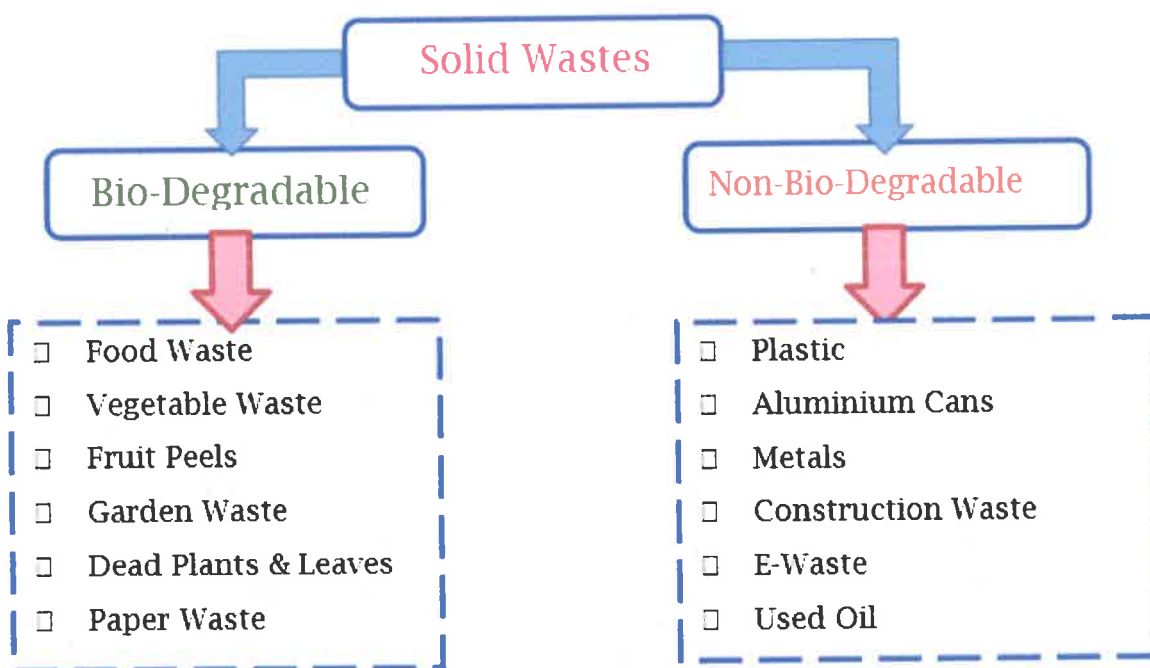 Solid Wastes
Bio-Degradable
Non-Bio-Degradable
Food Waste
Vegetable Waste
Fruit Peels
Garden Waste
Dead Plants & Leaves
Paper Waste
Plastic
Aluminium Cans
Metals
Construction Waste
E-Waste
Used Oil